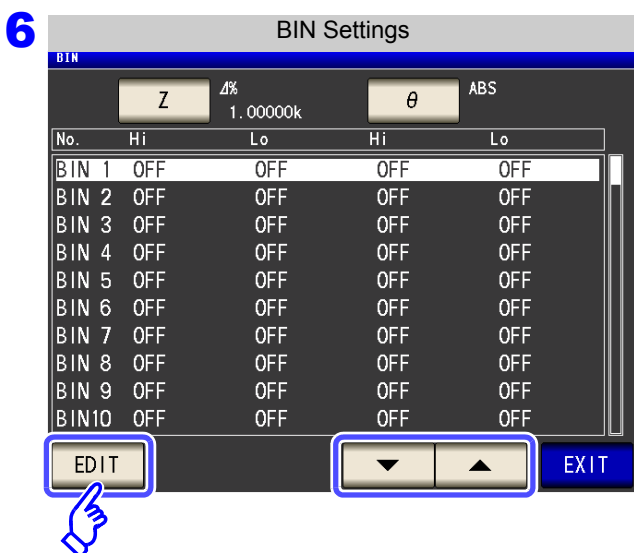 6
BIN Settings
BIN
Z Δ% 1.00000k θ ABS
No. Hi Lo Hi Lo
BIN 1 OFF OFF OFF OFF
BIN 2 OFF OFF OFF OFF
BIN 3 OFF OFF OFF OFF
BIN 4 OFF OFF OFF OFF
BIN 5 OFF OFF OFF OFF
BIN 6 OFF OFF OFF OFF
BIN 7 OFF OFF OFF OFF
BIN 8 OFF OFF OFF OFF
BIN 9 OFF OFF OFF OFF
BIN10 OFF OFF OFF OFF
EDIT ▼ ▲ EXIT